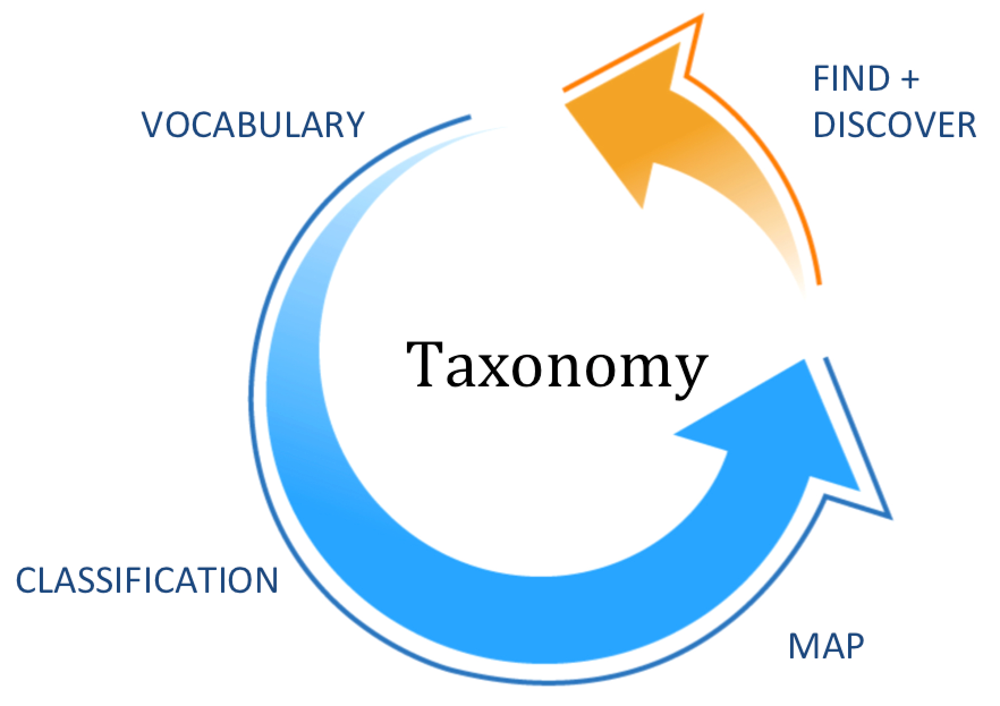 FIND +
DISCOVER
VOCABULARY
Taxonomy
CLASSIFICATION
MAP